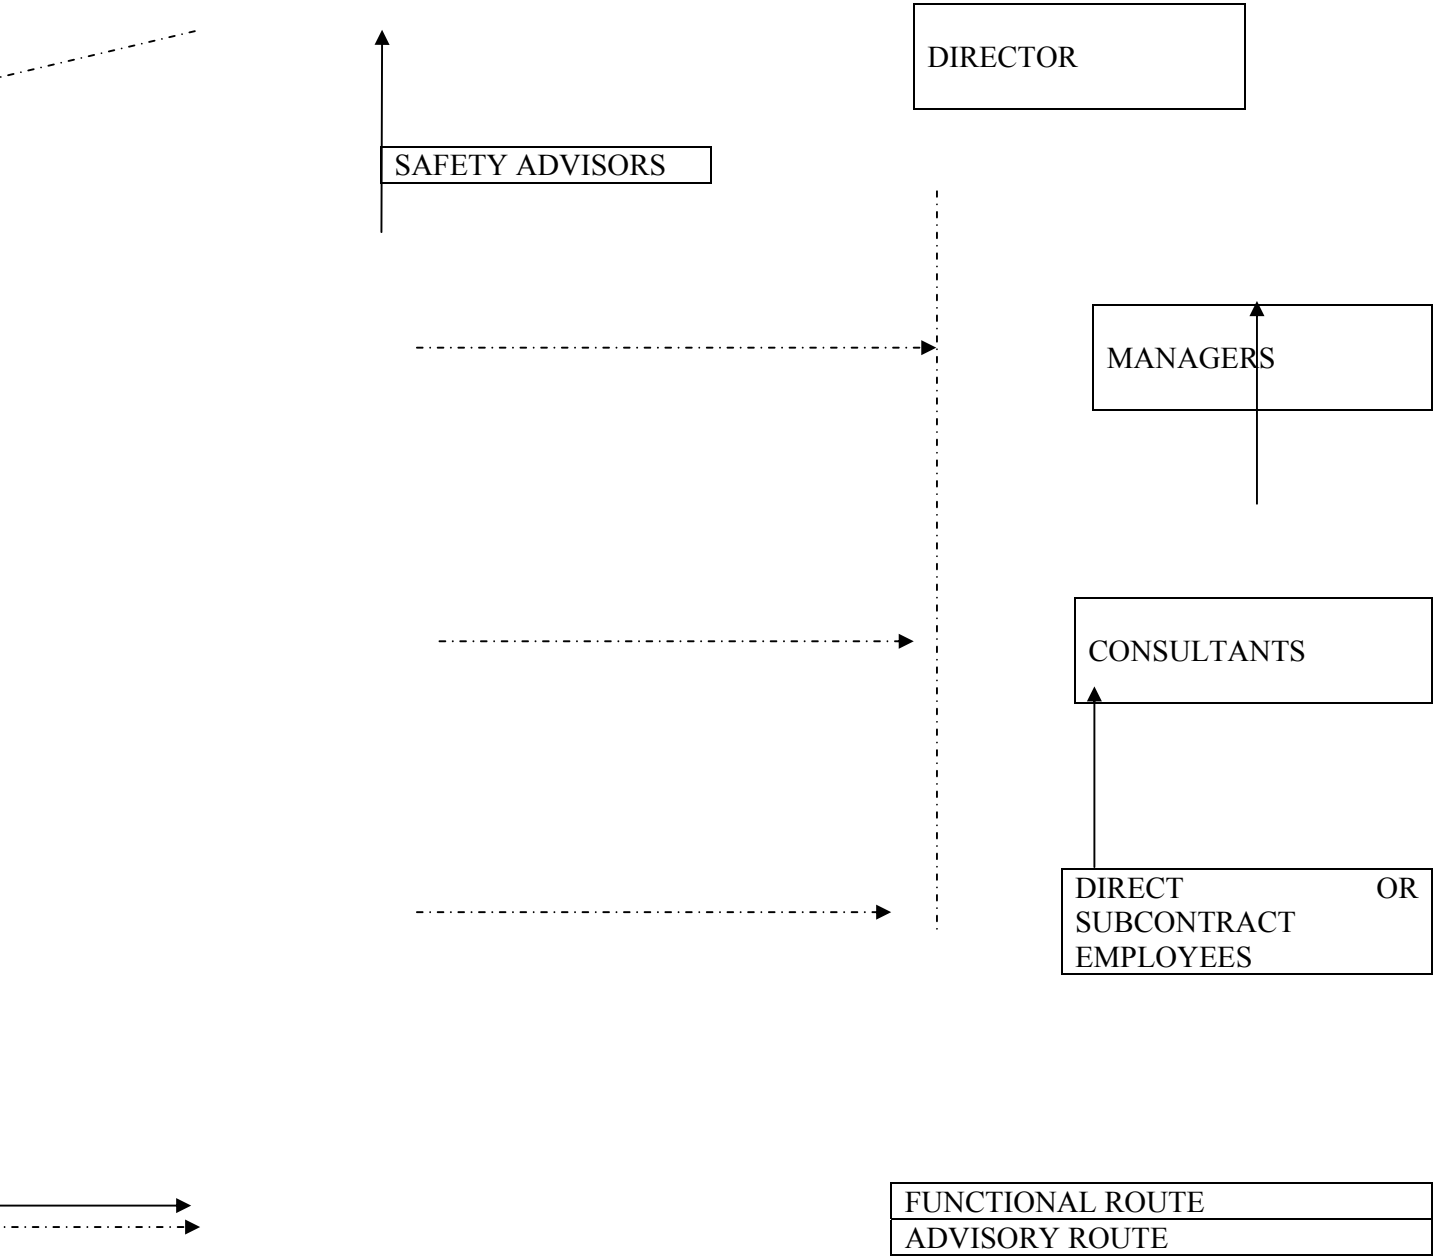 DIRECTOR
SAFETY ADVISORS
MANAGERS
CONSULTANTS
DIRECT OR
SUBCONTRACT
EMPLOYEES
FUNCTIONAL ROUTE
ADVISORY ROUTE